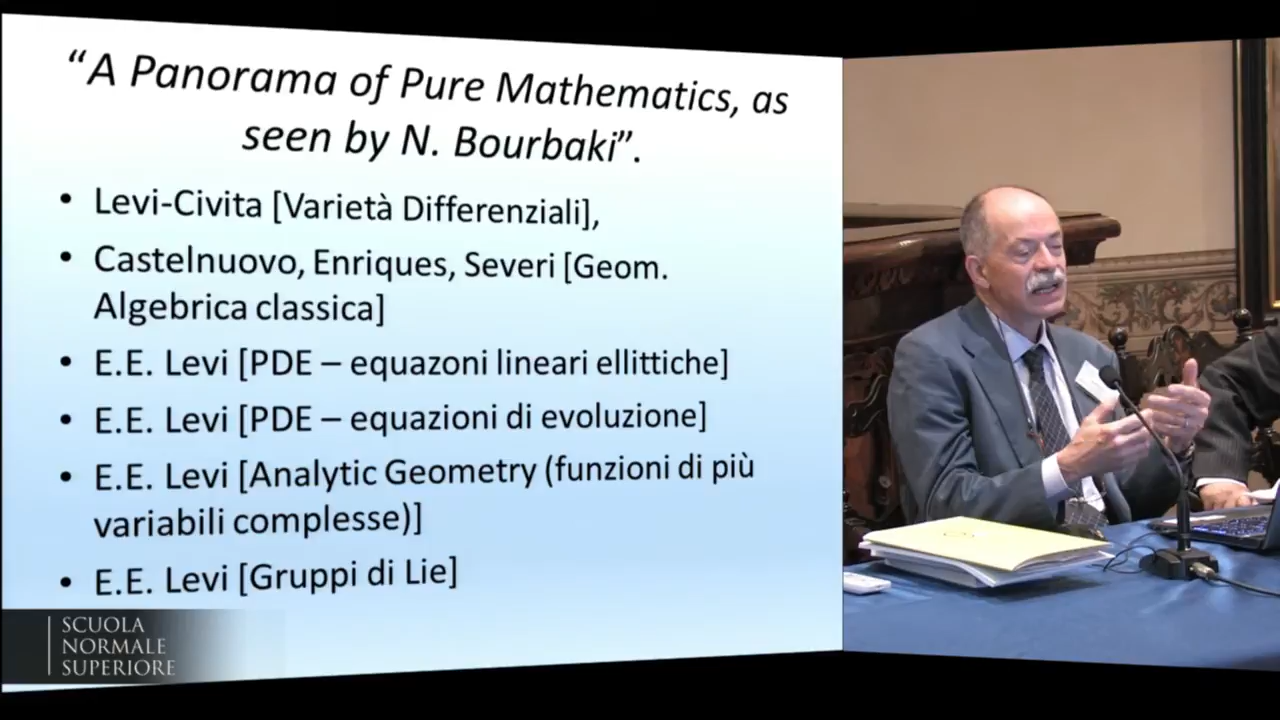 “A Panorama of Pure Mathematics, as
seen by N. Bourbaki”.
• Levi-Civita [Varietà Differenziali],
• Castelnuovo, Enriques, Severi [Geom.
Algebrica classica]
• E.E. Levi [PDE – equazoni lineari ellittiche]
• E.E. Levi [PDE – equazioni di evoluzione]
• E.E. Levi [Analytic Geometry (funzioni di più
variabili complesse)]
• E.E. Levi [Gruppi di Lie]
SCUOLA
NORMALE
SUPERIORE